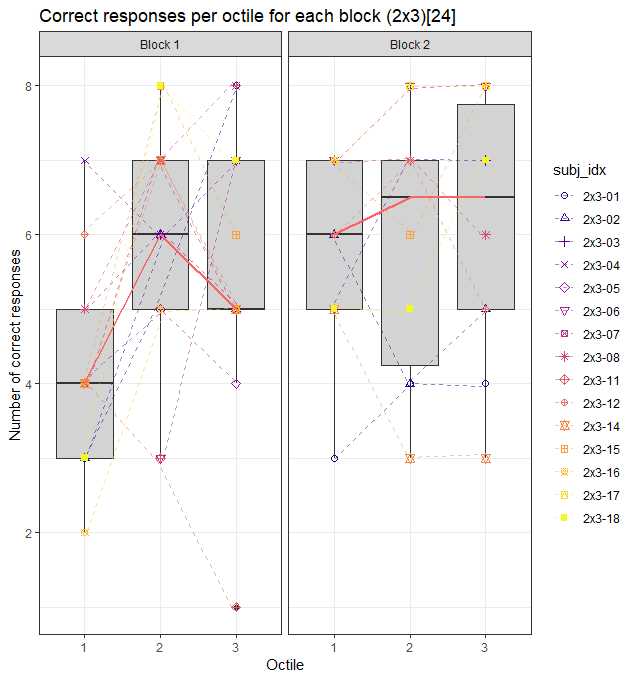 Correct responses per octile for each block (2x3)[24]
Block 1
Block 2
8
6
4
2
Number of correct responses
1 2 3
1 2 3
Octile
subj_idx
2x3-01
2x3-02
2x3-03
2x3-04
2x3-05
2x3-06
2x3-07
2x3-08
2x3-11
2x3-12
2x3-14
2x3-15
2x3-16
2x3-17
2x3-18